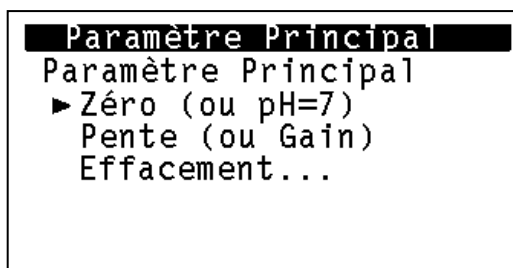 Paramètre Principal
Paramètre Principal
►Zéro (ou pH=7)
Pente (ou Gain)
Effacement...